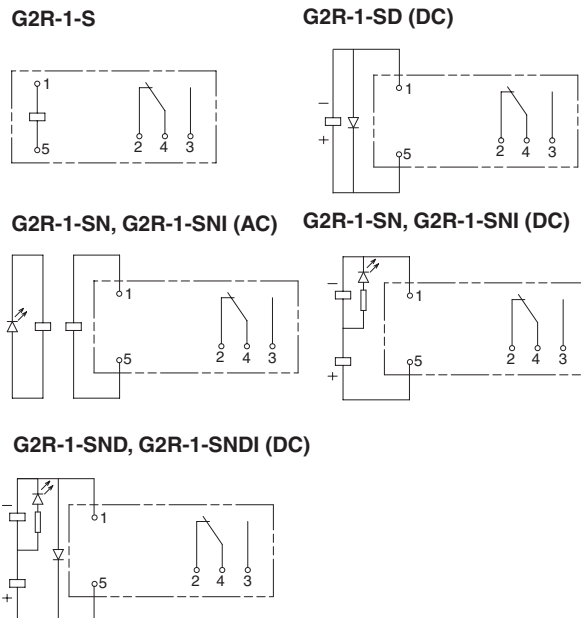 G2R-1-S
G2R-1-SD (DC)
1
5
2 4 3
−
+
1
5
2 4 3
G2R-1-SN, G2R-1-SNI (AC)
G2R-1-SN, G2R-1-SNI (DC)
1
5
2 4 3
−
+
1
5
2 4 3
G2R-1-SND, G2R-1-SNDI (DC)
−
+
1
5
2 4 3